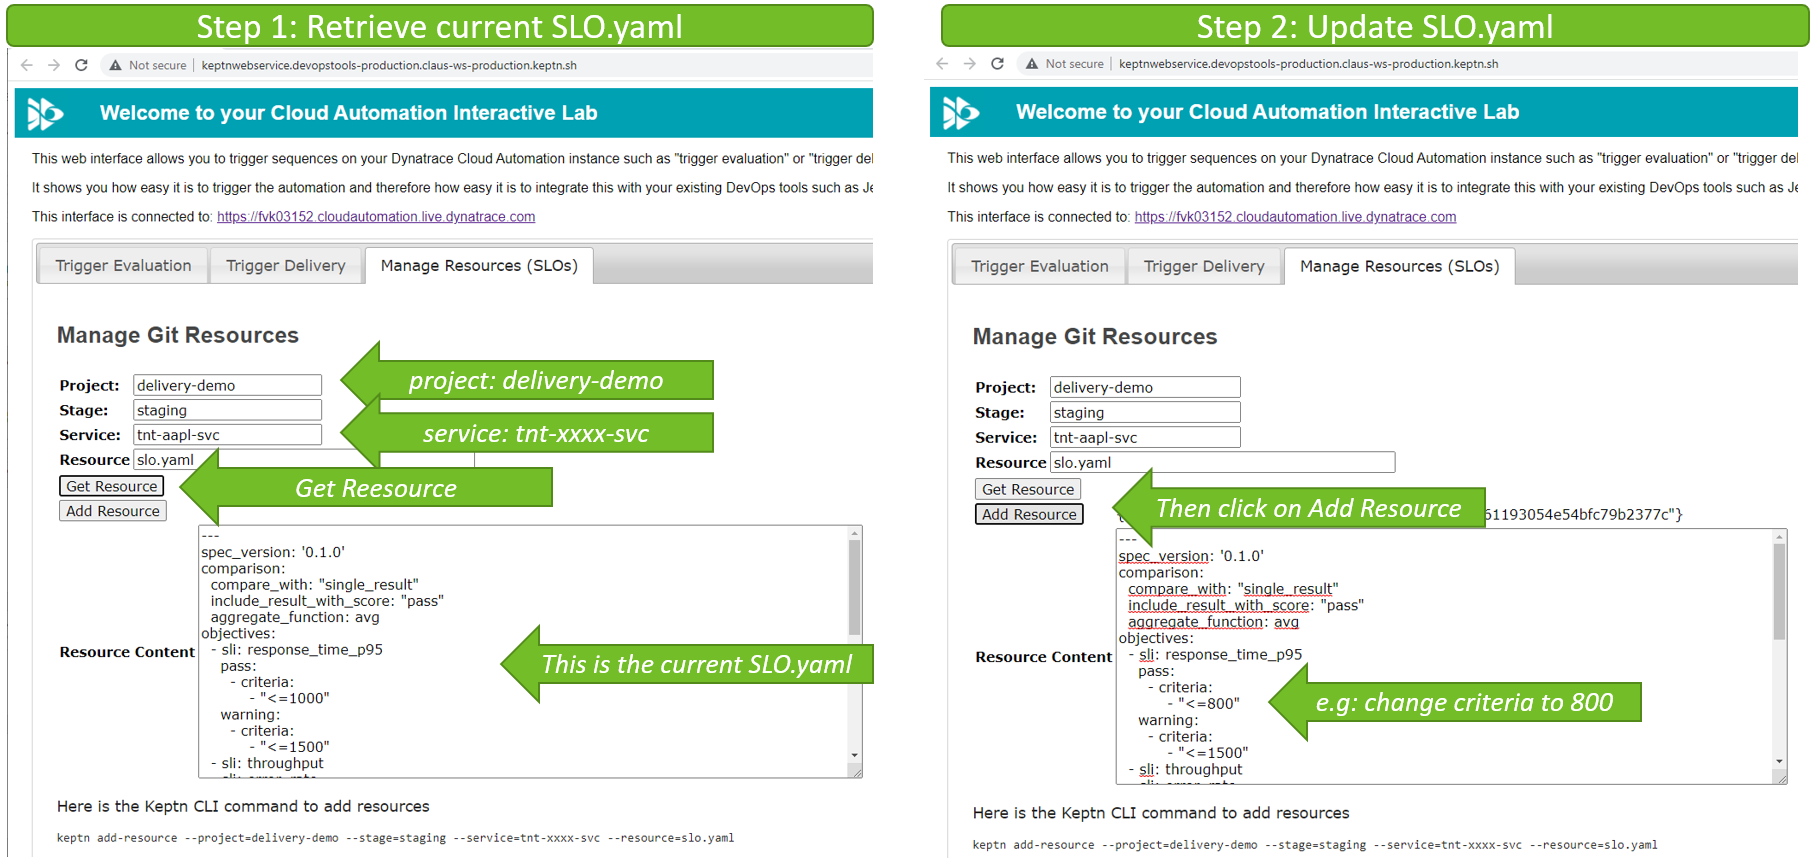 Step 1: Retrieve current SLO.yaml
Not secure | keptnwebservice.devopstools-production.claus-ws-production.keptn.sh
Welcome to your Cloud Automation Interactive Lab
This web interface allows you to trigger sequences on your Dynatrace Cloud Automation instance such as "trigger evaluation" or "trigger del
It shows you how easy it is to trigger the automation and therefore how easy it is to integrate this with your existing DevOps tools such as Je
This interface is connected to: https://fvk03152.cloudautomation.live.dynatrace.com
Trigger Evaluation Trigger Delivery Manage Resources (SLOs)
Manage Git Resources
Project: delivery-demo
project: delivery-demo
Stage: staging
Service: tnt-aapl-svc
service: tnt-xxxx-svc
Resource slo.yaml
Get Resource
Get Reesource
Add Resource
Resource Content
---
spec_version: '0.1.0'
comparison:
compare_with: "single_result"
include_result_with_score: "pass"
aggregate_function: avg
objectives:
- sli: response_time_p95
pass:
- criteria:
- "<=1000"
warning:
- criteria:
- "<=1500"
- sli: throughput
- sli: error_rate
This is the current SLO.yaml
Here is the Keptn CLI command to add resources
keptn add-resource --project=delivery-demo --stage=staging --service=tnt-xxxx-svc --resource=slo.yaml
Step 2: Update SLO.yaml
Not secure | keptnwebservice.devopstools-production.claus-ws-production.keptn.sh
Welcome to your Cloud Automation Interactive Lab
This web interface allows you to trigger sequences on your Dynatrace Cloud Automation instance such as "trigger evaluation" or "trigger del
It shows you how easy it is to trigger the automation and therefore how easy it is to integrate this with your existing DevOps tools such as Je
This interface is connected to: https://fvk03152.cloudautomation.live.dynatrace.com
Trigger Evaluation Trigger Delivery Manage Resources (SLOs)
Manage Git Resources
Project: delivery-demo
Stage: staging
Service: tnt-aapl-svc
Resource slo.yaml
Get Resource
Add Resource
Then click on Add Resource
61193054e54bfc79b2377c"}
Resource Content
---
spec_version: '0.1.0'
comparison:
compare_with: "single_result"
include_result_with_score: "pass"
aggregate_function: avg
objectives:
- sli: response_time_p95
pass:
- criteria:
- "<=800"
warning:
- criteria:
- "<=1500"
- sli: throughput
- sli: error_rate
e.g: change criteria to 800
Here is the Keptn CLI command to add resources
keptn add-resource --project=delivery-demo --stage=staging --service=tnt-xxxx-svc --resource=slo.yaml